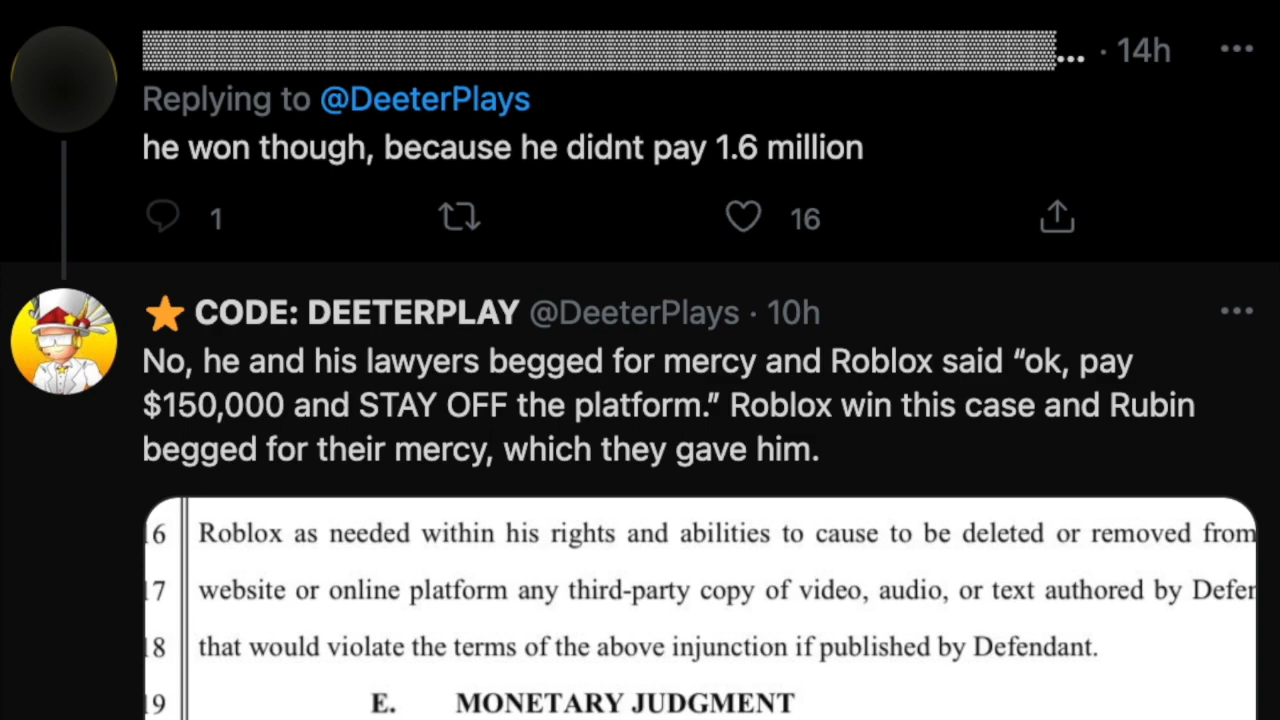 ... · 14h
Replying to @DeeterPlays
he won though, because he didnt pay 1.6 million
1 16
CODE: DEETERPLAY @DeeterPlays · 10h
No, he and his lawyers begged for mercy and Roblox said “ok, pay
$150,000 and STAY OFF the platform.” Roblox win this case and Rubin
begged for their mercy, which they gave him.
16 Roblox as needed within his rights and abilities to cause to be deleted or removed from
17 website or online platform any third-party copy of video, audio, or text authored by Defen
18 that would violate the terms of the above injunction if published by Defendant.
19 E. MONETARY JUDGMENT